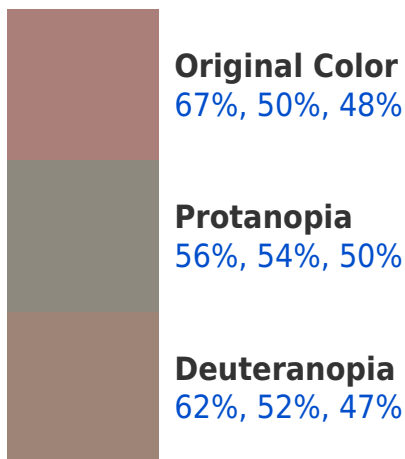 Original Color
67%, 50%, 48%
Protanopia
56%, 54%, 50%
Deuteranopia
62%, 52%, 47%